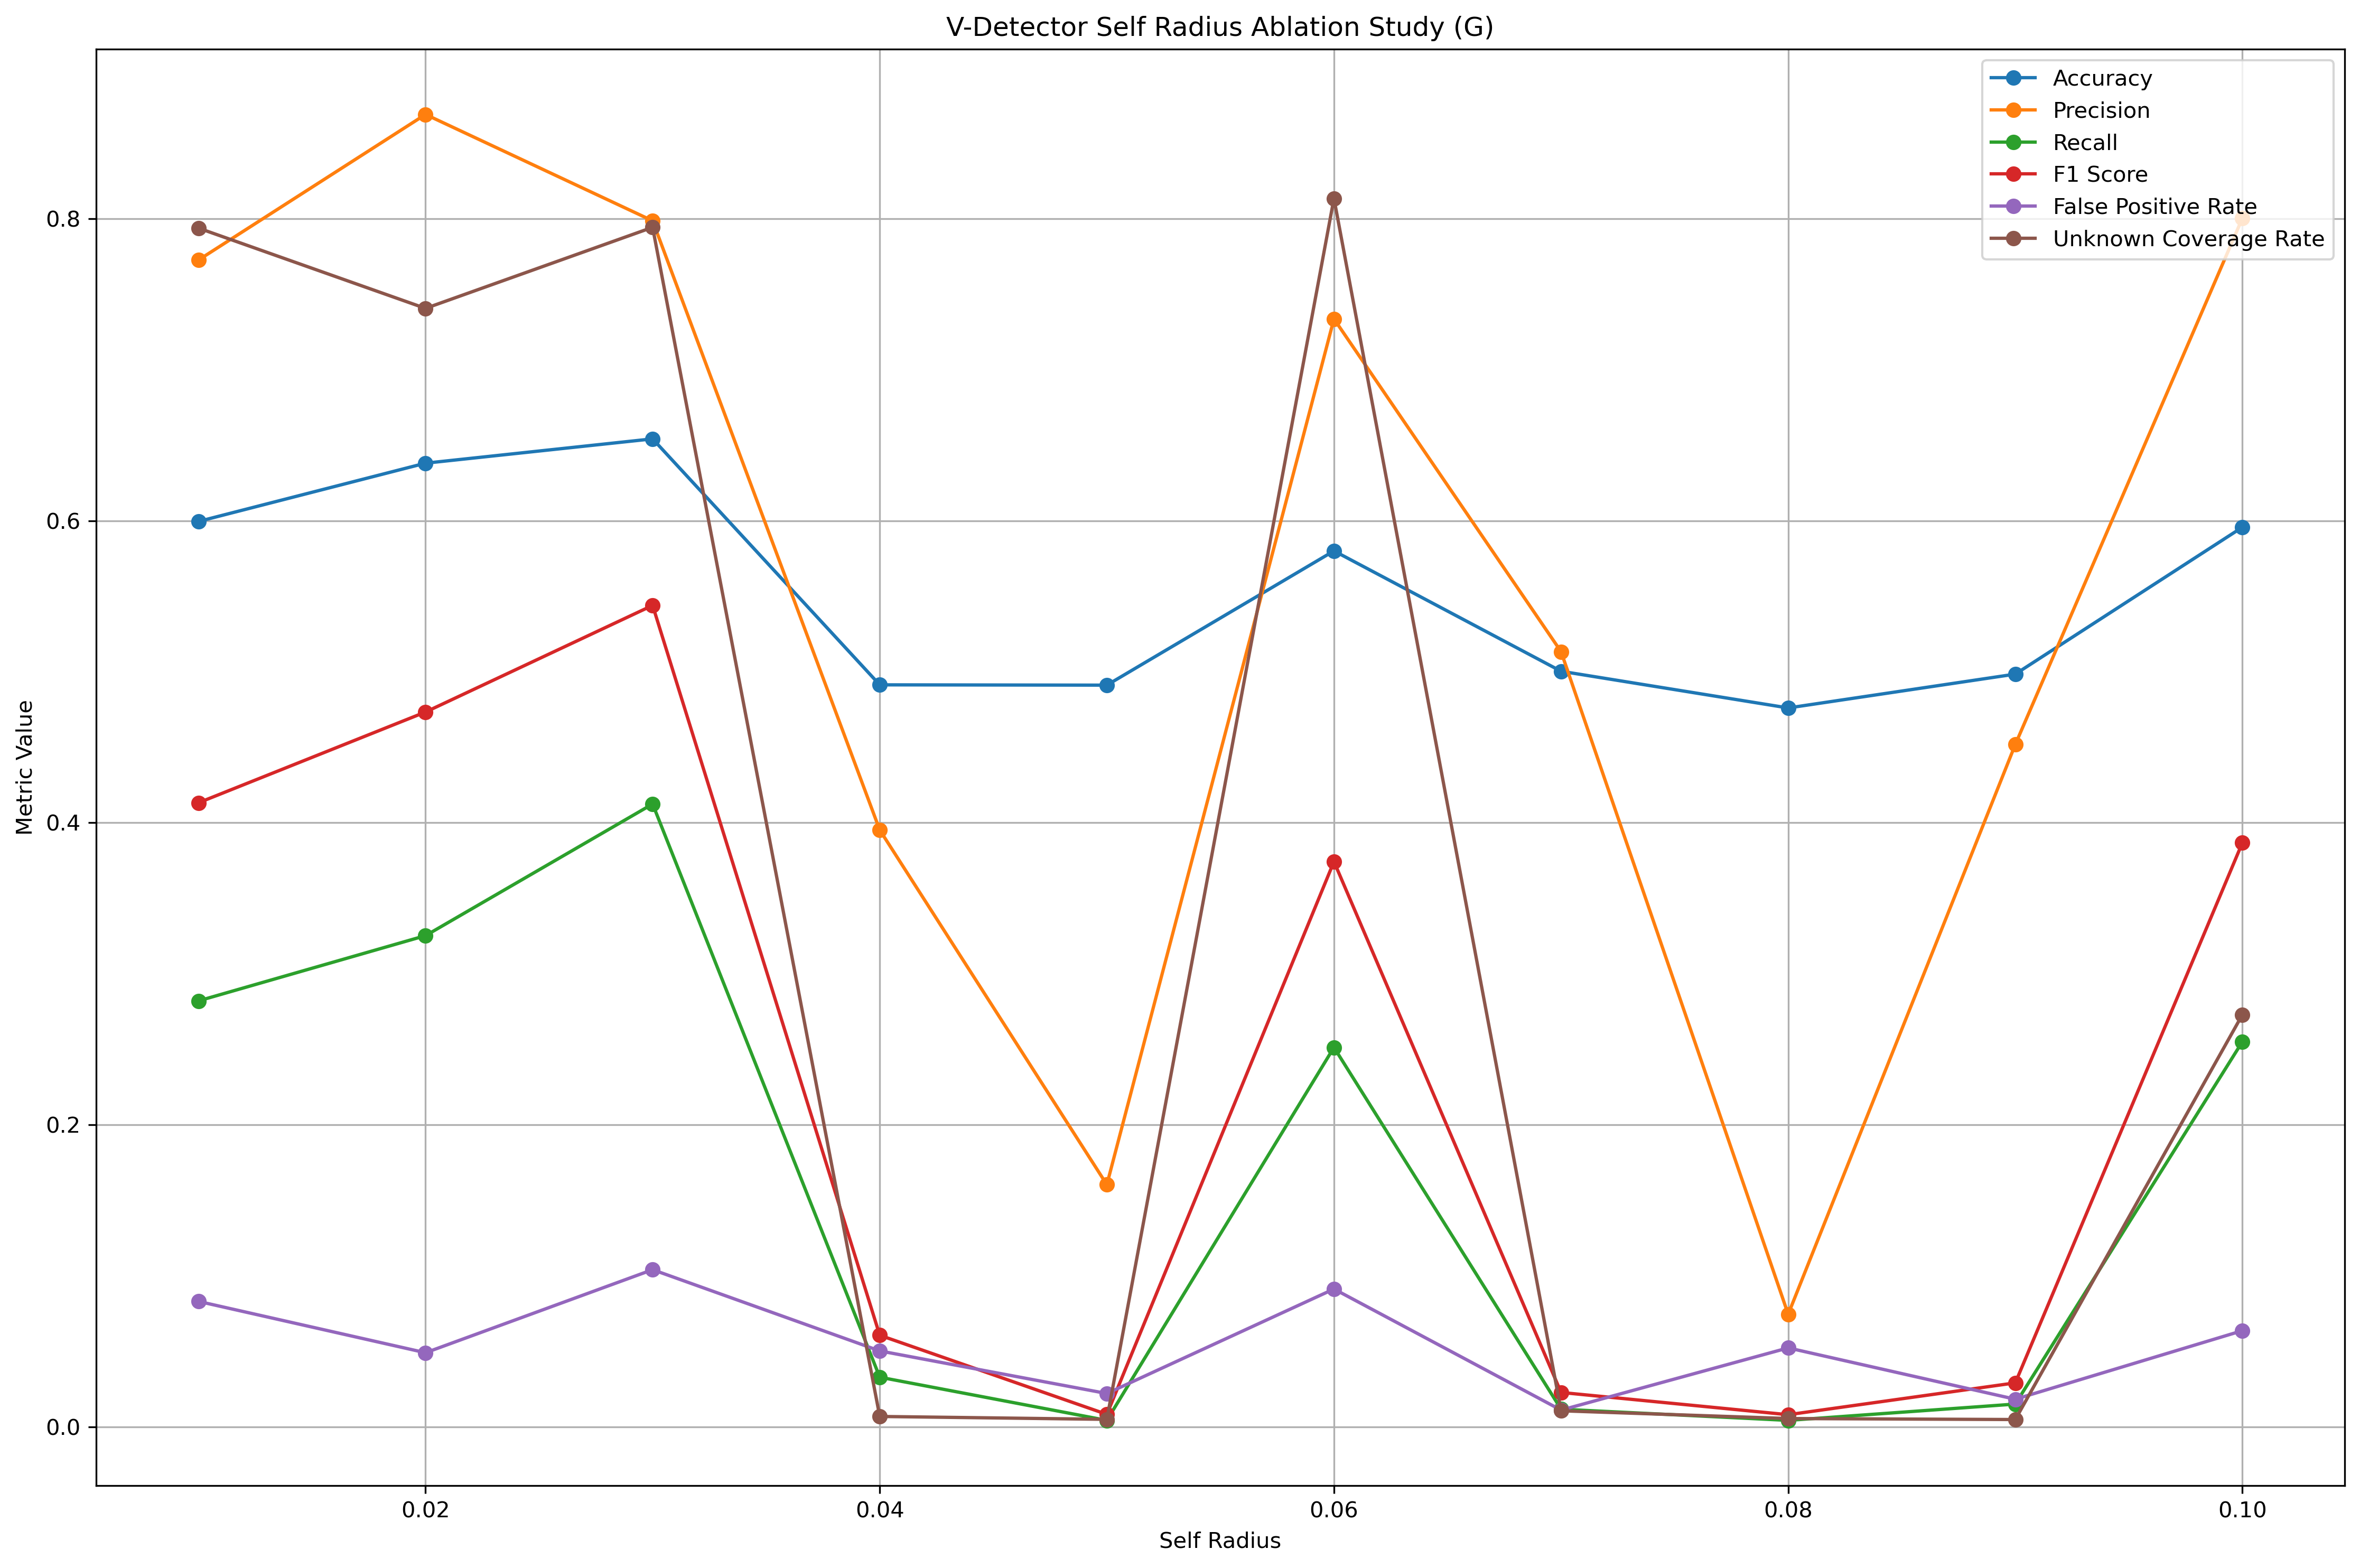 V-Detector Self Radius Ablation Study (G)
Accuracy
Precision
Recall
F1 Score
False Positive Rate
Unknown Coverage Rate
Metric Value
0.8
0.6
0.4
0.2
0.0
0.02
0.04
0.06
0.08
0.10
Self Radius